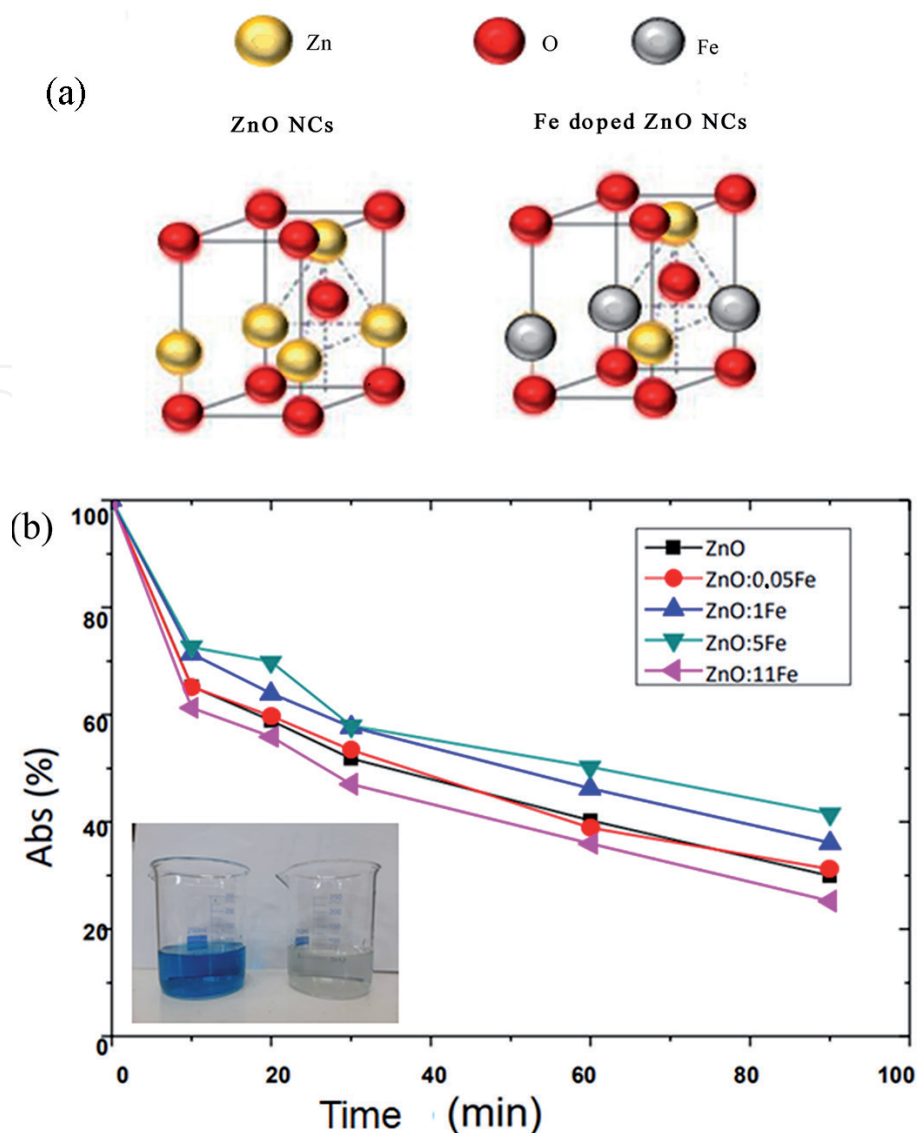 Zn O Fe
(a)
ZnO NCs Fe doped ZnO NCs
(b)
100
80
60
40
20
0
Abs (%)
ZnO
ZnO:0,05Fe
ZnO:1Fe
ZnO:5Fe
ZnO:11Fe
0 20 40 60 80 100
Time (min)